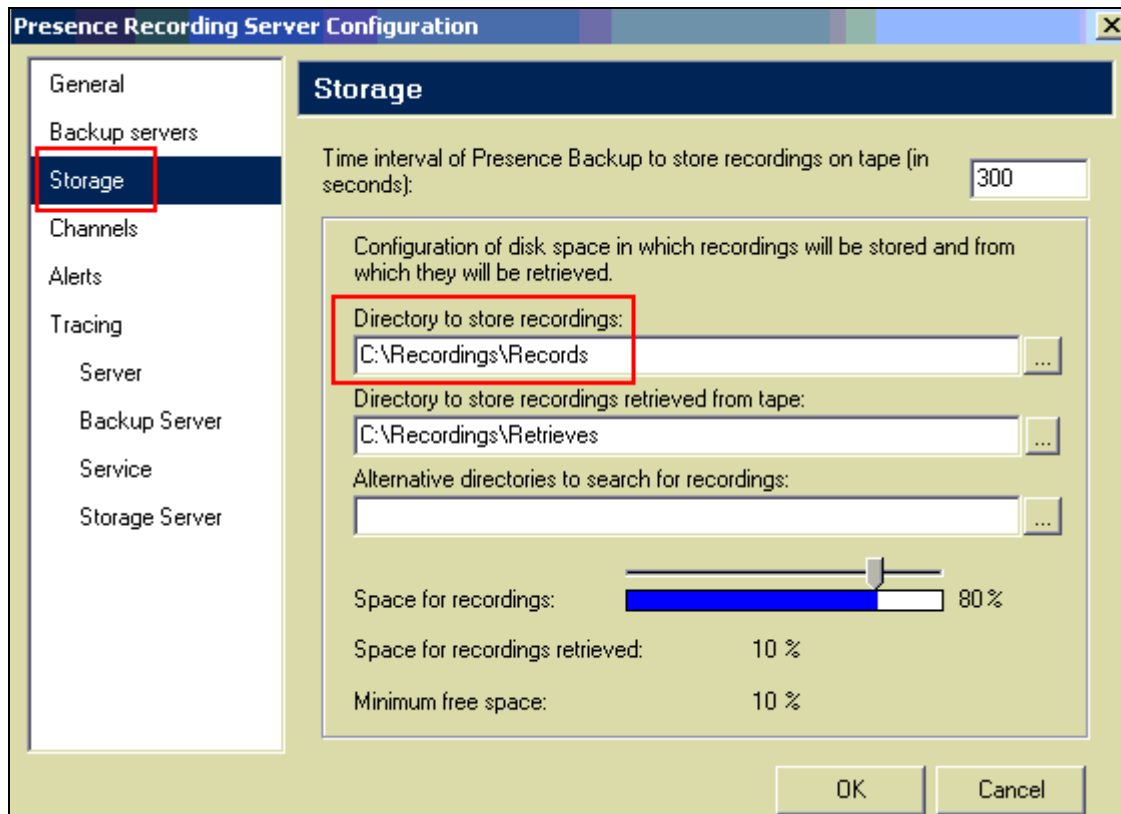 Presence Recording Server Configuration
General
Backup servers
Storage
Channels
Alerts
Tracing
Server
Backup Server
Service
Storage Server
Storage
Time interval of Presence Backup to store recordings on tape (in
seconds):
300
Configuration of disk space in which recordings will be stored and from
which they will be retrieved.
Directory to store recordings:
C:\Recordings\Records
...
Directory to store recordings retrieved from tape:
C:\Recordings\Retrieves
...
Alternative directories to search for recordings:
...
Space for recordings: 80 %
Space for recordings retrieved: 10 %
Minimum free space: 10 %
OK Cancel